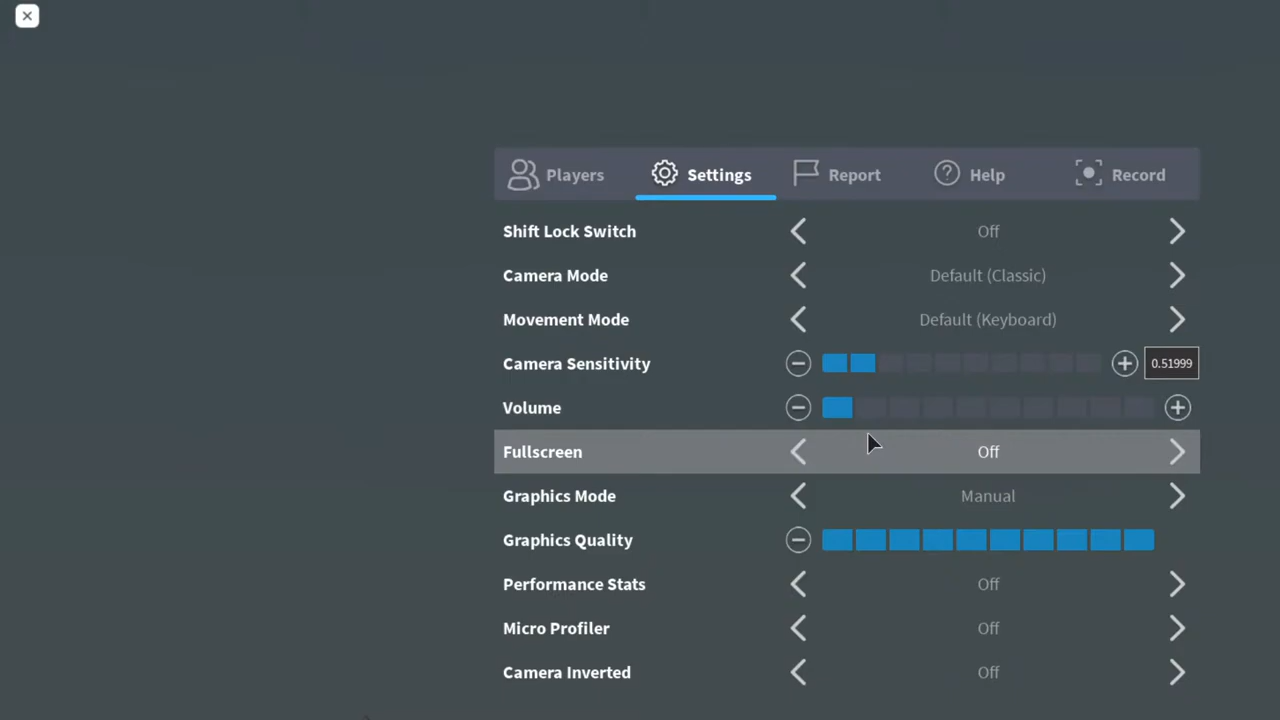 Players Settings Report Help Record
Shift Lock Switch Off
Camera Mode Default (Classic)
Movement Mode Default (Keyboard)
Camera Sensitivity 0.51999
Volume
Fullscreen Off
Graphics Mode Manual
Graphics Quality
Performance Stats Off
Micro Profiler Off
Camera Inverted Off